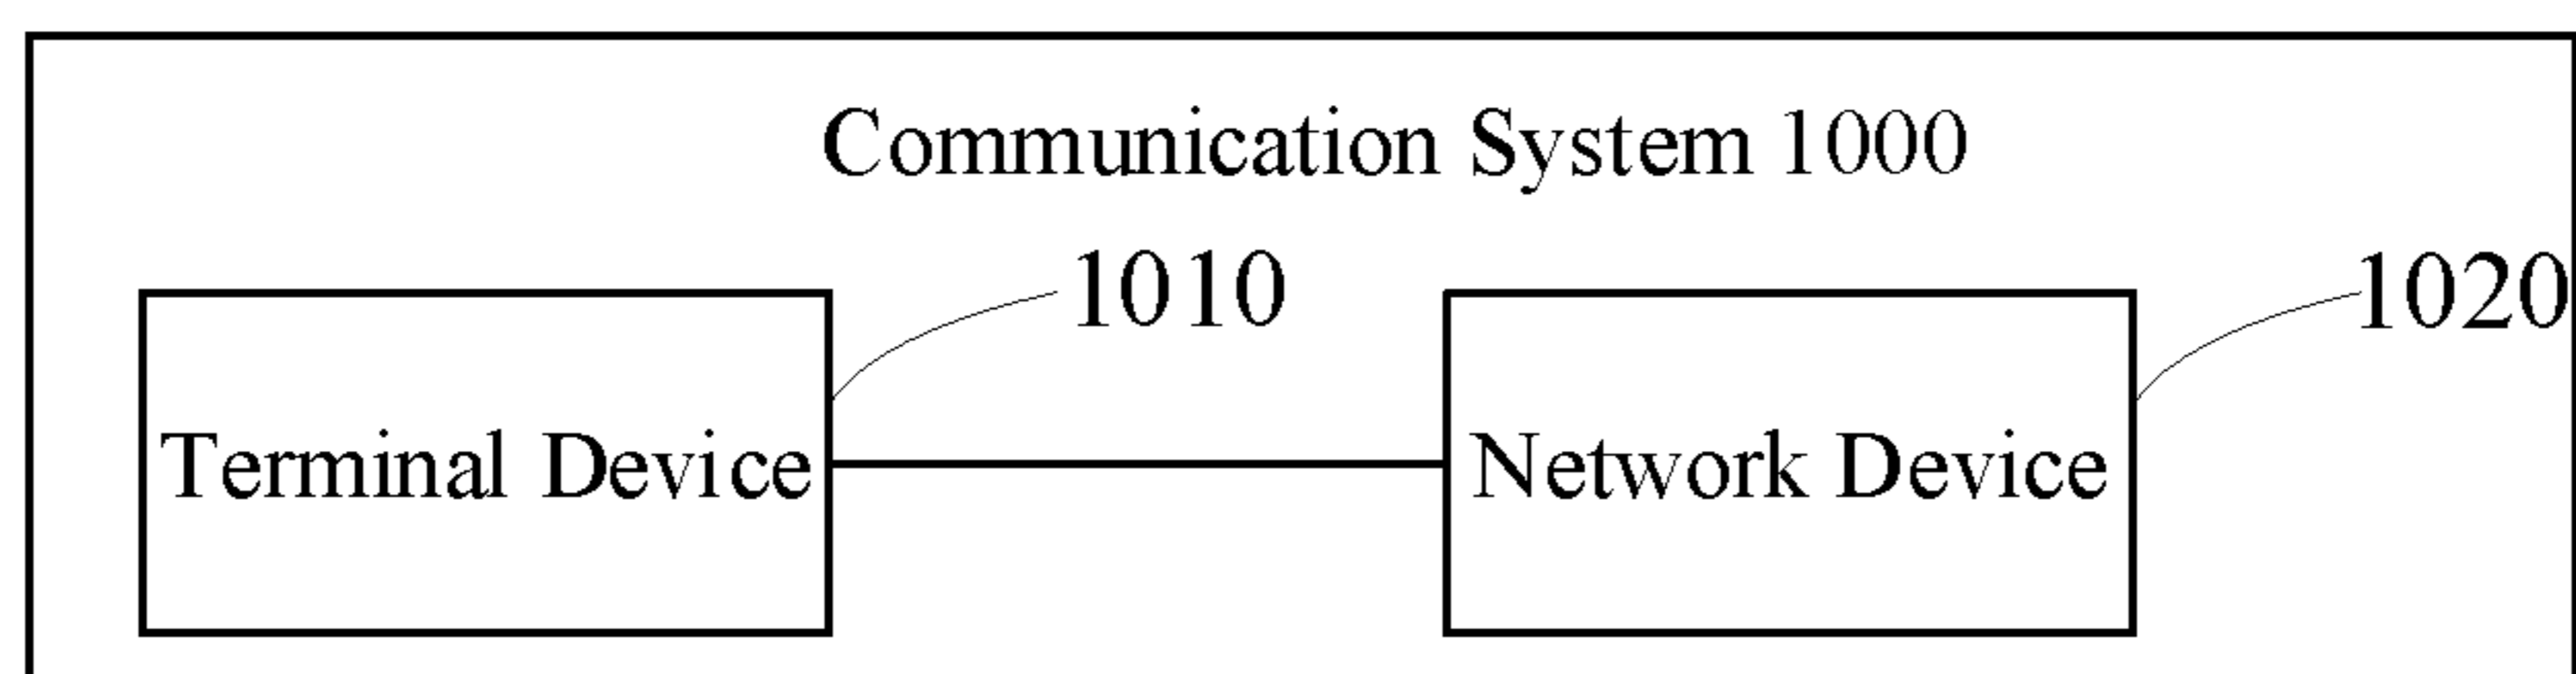 Communication System 1000
1010
1020
Terminal Device
Network Device